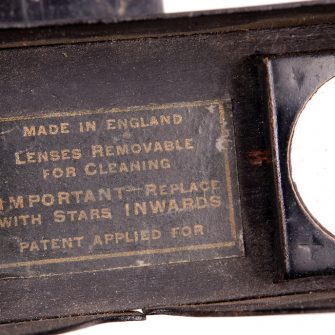 MADE IN ENGLAND
LENSES REMOVABLE
FOR CLEANING
IMPORTANT-REPLACE
WITH STARS INWARDS
PATENT APPLIED FOR